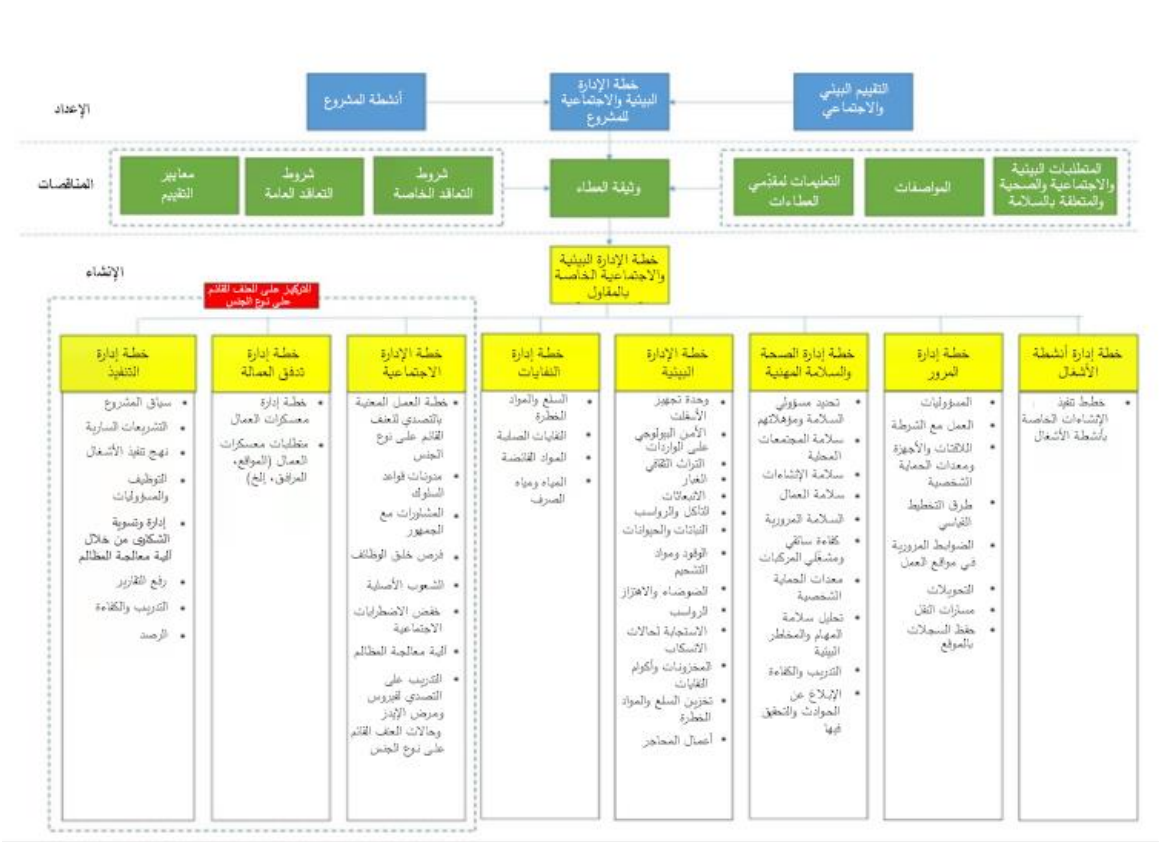 الإعداد
التقييم البيئي
والاجتماعي
خطة الإدارة
البيئية والاجتماعية
للمشروع
أنشطة المشروع
المناقصات
المتطلبات البيئية
والاجتماعية والصحية
والمتعلقة بالسلامة
المواصفات
التعليمات لمقدّمي
العطاءات
وثيقة العطاء
شروط
التعاقد الخاصة
شروط
التعاقد العامة
معايير
التقييم
الإنشاء
خطة الإدارة البيئية
والاجتماعية الخاصة
بالمقاول
التركيز على العنف القائم
على نوع الجنس
خطة إدارة أنشطة
الأشغال
• خطط تنفيذ
الإنشاءات الخاصة
بأنشطة الأشغال
خطة إدارة
المرور
• المسؤوليات
• العمل مع الشرطة
• اللافتات والأجهزة
ومعدات الحماية
الشخصية
• طرق التخطيط
القياسي
• الضوابط المرورية
في مواقع العمل
• التحويلات
• مسارات النقل
• حفظ السجلات
بالموقع
خطة إدارة الصحة
والسلامة المهنية
• تحديد مسؤولي
السلامة ومؤهلاتهم
• سلامة المجتمعات
المحلية
• سلامة الإنشاءات
• سلامة العمال
• السلامة المرورية
• كفاءة سائقي
ومشغّلي المركبات
• معدات الحماية
الشخصية
• تحليل سلامة
المهام والمخاطر
البيئية
• التدريب والكفاءة
• الإبلاغ عن
الحوادث والتحقق
فيها
خطة الإدارة
البيئية
• وحدة تجهيز
الأسفلت
• الأمن البيولوجي
على الواردات
• التراث الثقافي
• الغبار
• الانبعاثات
• التآكل والرواسب
• النباتات والحيوانات
• الوقود ومواد
التشحيم
• الضوضاء والاهتزاز
• الرواسب
• الاستجابة لحالات
الانسكاب
• المخزونات وأكوام
النفايات
• تخزين السلع والمواد
الخطرة
• أعمال المحاجر
خطة إدارة
النفايات
• السلع والمواد
الخطرة
• النفايات الصلبة
• المواد الفائضة
• المياه ومياه
الصرف
خطة الإدارة
الاجتماعية
• خطة العمل المعنية
بالتصدي للعنف
القائم على نوع
الجنس
• مدونات قواعد
السلوك
• المشاورات مع
الجمهور
• فرص خلق الوظائف
• الشعوب الأصلية
• خفض الاضطرابات
الاجتماعية
• آلية معالجة المظالم
• التدريب على
التصدي لفيروس
ومرض الإيدز
وحالات العنف القائم
على نوع الجنس
خطة إدارة
تدفق العمالة
• خطة إدارة
معسكرات العمال
• متطلبات معسكرات
العمال (الموقع،
المرافق، إلخ)
خطة إدارة
التنفيذ
• سياق المشروع
• التشريعات السارية
• نهج تنفيذ الأشغال
• التوظيف
والمسؤوليات
• إدارة وتسوية
الشكاوى من خلال
آلية معالجة المظالم
• رفع التقارير
• التدريب والكفاءة
• الرصد